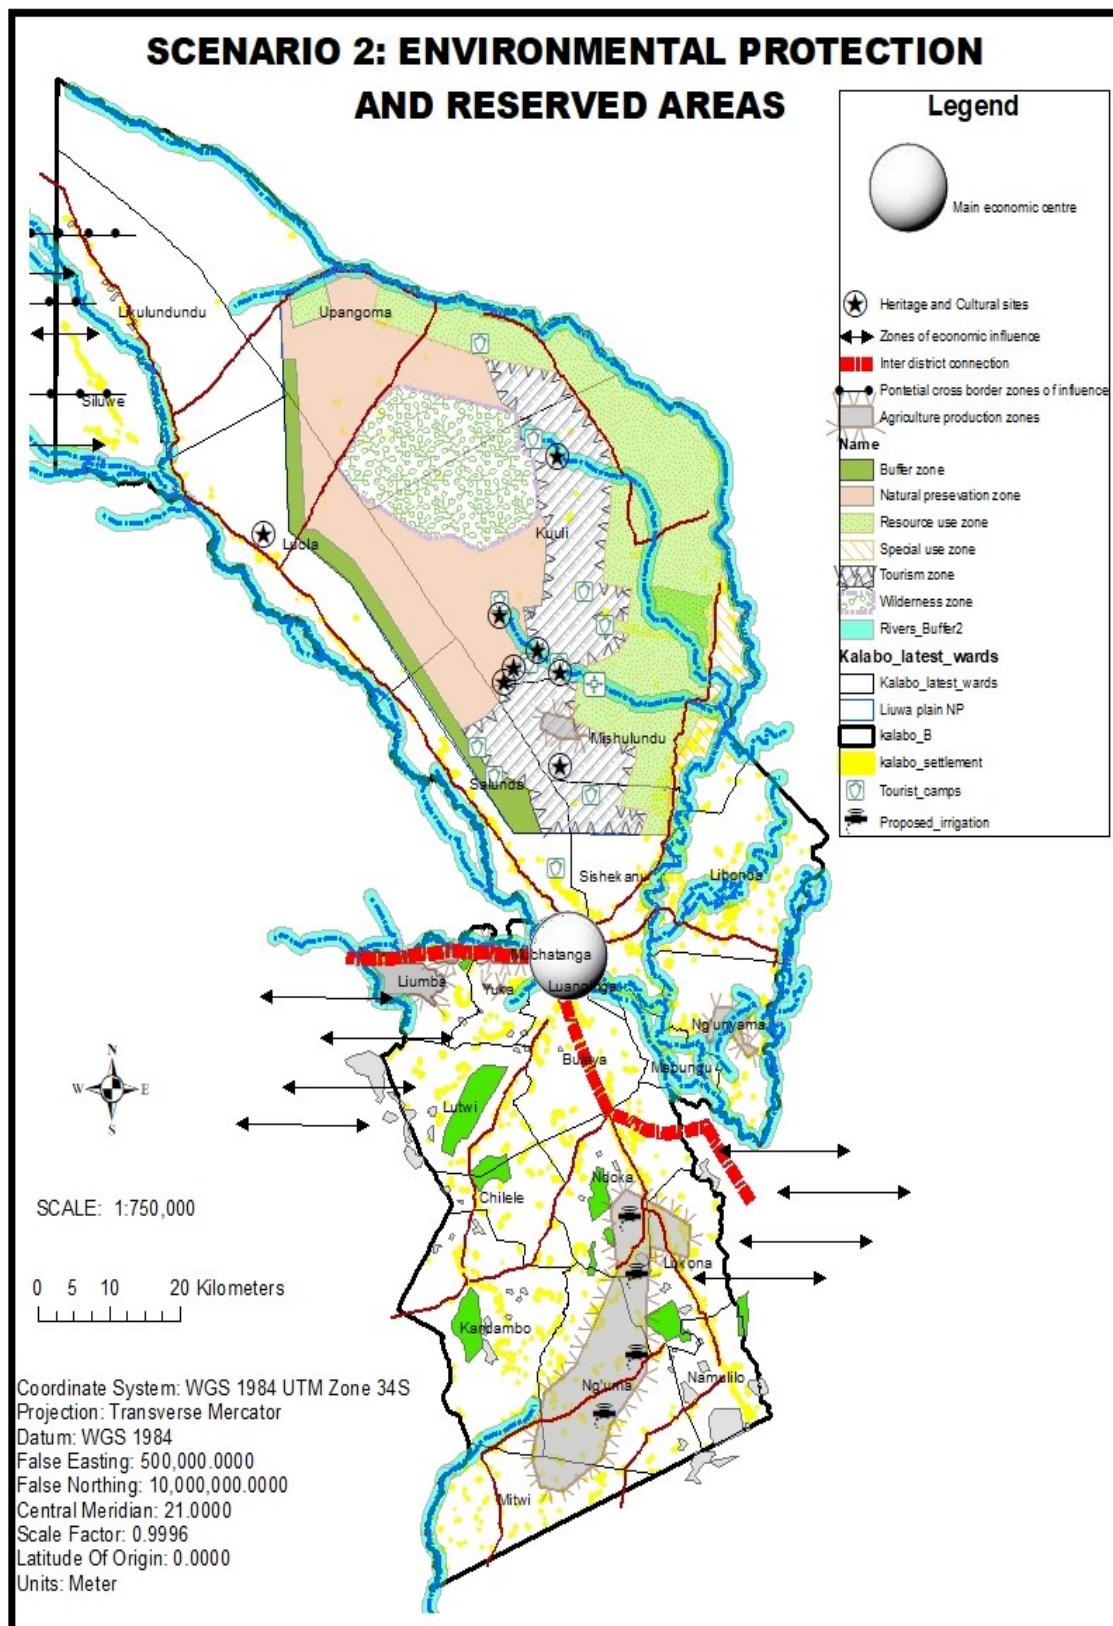 SCENARIO 2: ENVIRONMENTAL PROTECTION
AND RESERVED AREAS
Legend
Main economic centre
Heritage and Cultural sites
Zones of economic influence
Inter district connection
Pontetial cross border zones of influence
Agriculture production zones
Name
Buffer zone
Natural presevation zone
Resource use zone
Special use zone
Tourism zone
Wilderness zone
Rivers_Buffer2
Kalabo_latest_wards
Kalabo_latest_wards
Liuwa plain NP
kalabo_B
kalabo_settlement
Tourist_camps
Proposed_irrigation
Likulundundu
Upangoma
Siluwe
Luola
Kuuli
Mishulundu
Salunda
Sishekanu
Libonda
Muchatanga
Liumba
Yuka
Luanginga
Ng'unyama
Buleya
Mabungu
Lutwi
Ndoka
Chilele
Lukona
Kandambo
Ng'uma
Namulilo
Mitwi
N
W
E
S
SCALE: 1:750,000
0 5 10 20 Kilometers
Coordinate System: WGS 1984 UTM Zone 34S
Projection: Transverse Mercator
Datum: WGS 1984
False Easting: 500,000.0000
False Northing: 10,000,000.0000
Central Meridian: 21.0000
Scale Factor: 0.9996
Latitude Of Origin: 0.0000
Units: Meter